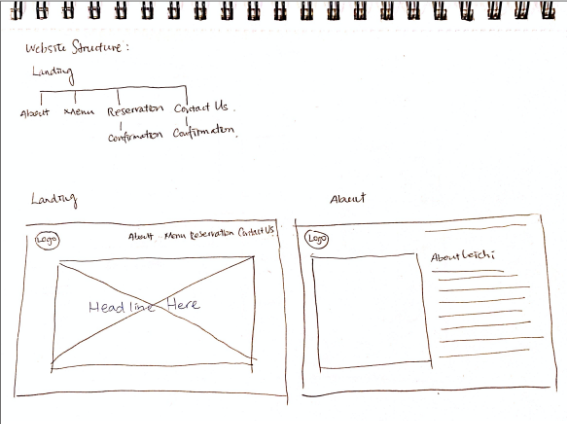 Website Structure:
Landing
About Menu Reservation Contact Us
Confirmation Confirmation
Landing
About
Logo About Menu Reservation Contact Us
Headline Here
Logo
About Leichi